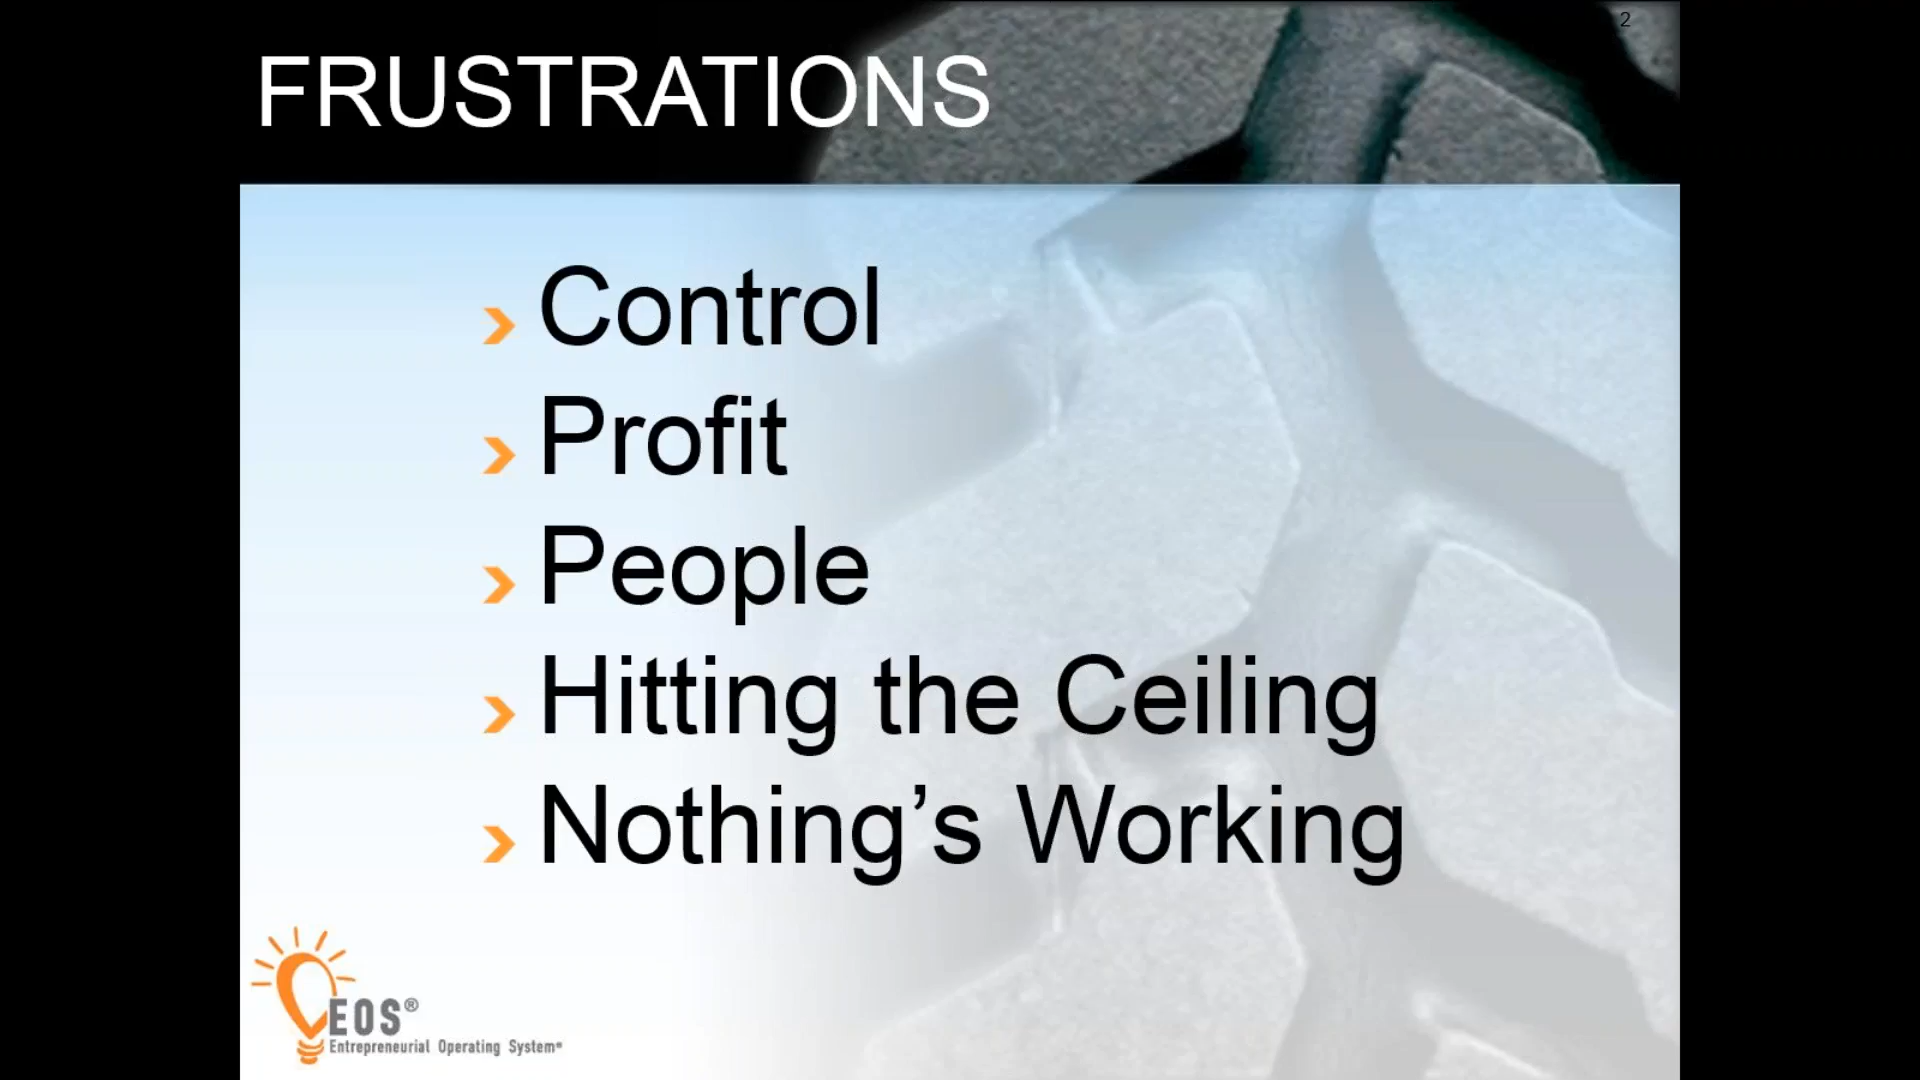 2
FRUSTRATIONS
Control
Profit
People
Hitting the Ceiling
Nothing’s Working
EOS®
Entrepreneurial Operating System®